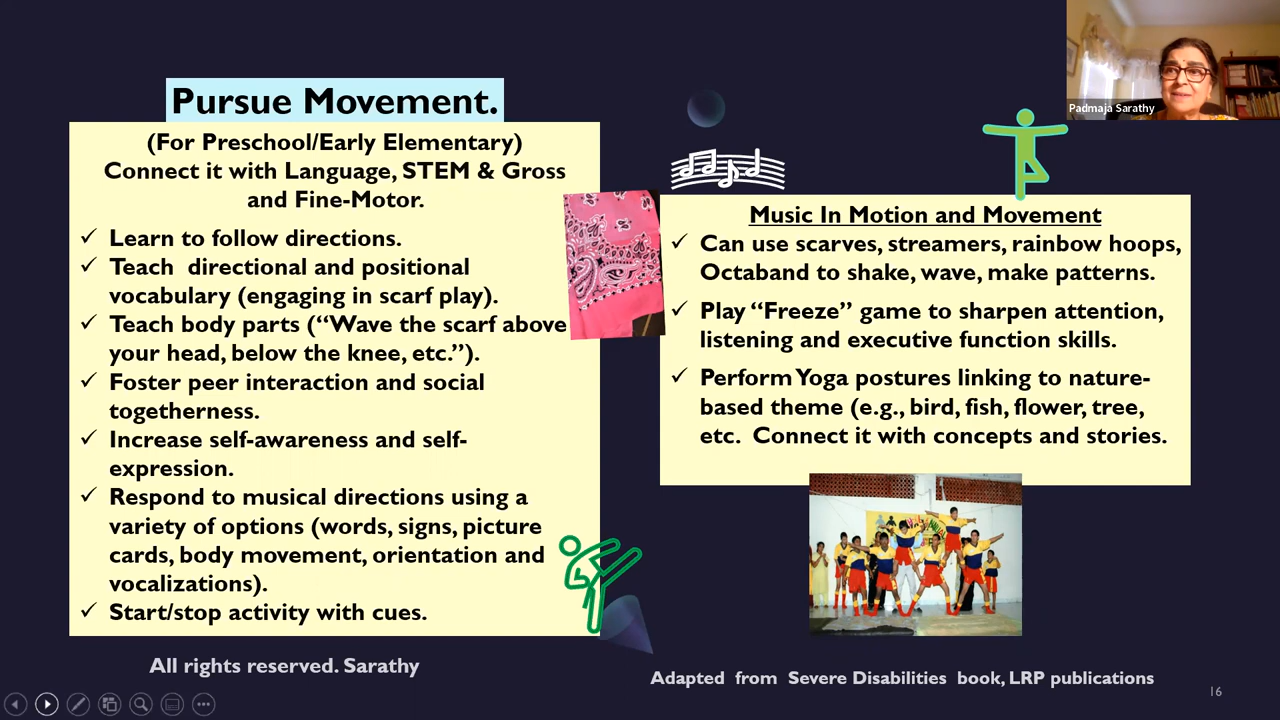 Pursue Movement.
(For Preschool/Early Elementary)
Connect it with Language, STEM & Gross
and Fine-Motor.
✓ Learn to follow directions.
✓ Teach directional and positional
vocabulary (engaging in scarf play).
✓ Teach body parts (“Wave the scarf above
your head, below the knee, etc.”).
✓ Foster peer interaction and social
togetherness.
✓ Increase self-awareness and self-
expression.
✓ Respond to musical directions using a
variety of options (words, signs, picture
cards, body movement, orientation and
vocalizations).
✓ Start/stop activity with cues.
All rights reserved. Sarathy
Padmaja Sarathy
Music In Motion and Movement
✓ Can use scarves, streamers, rainbow hoops,
Octaband to shake, wave, make patterns.
✓ Play “Freeze” game to sharpen attention,
listening and executive function skills.
✓ Perform Yoga postures linking to nature-
based theme (e.g., bird, fish, flower, tree,
etc. Connect it with concepts and stories.
Adapted from Severe Disabilities book, LRP publications
16